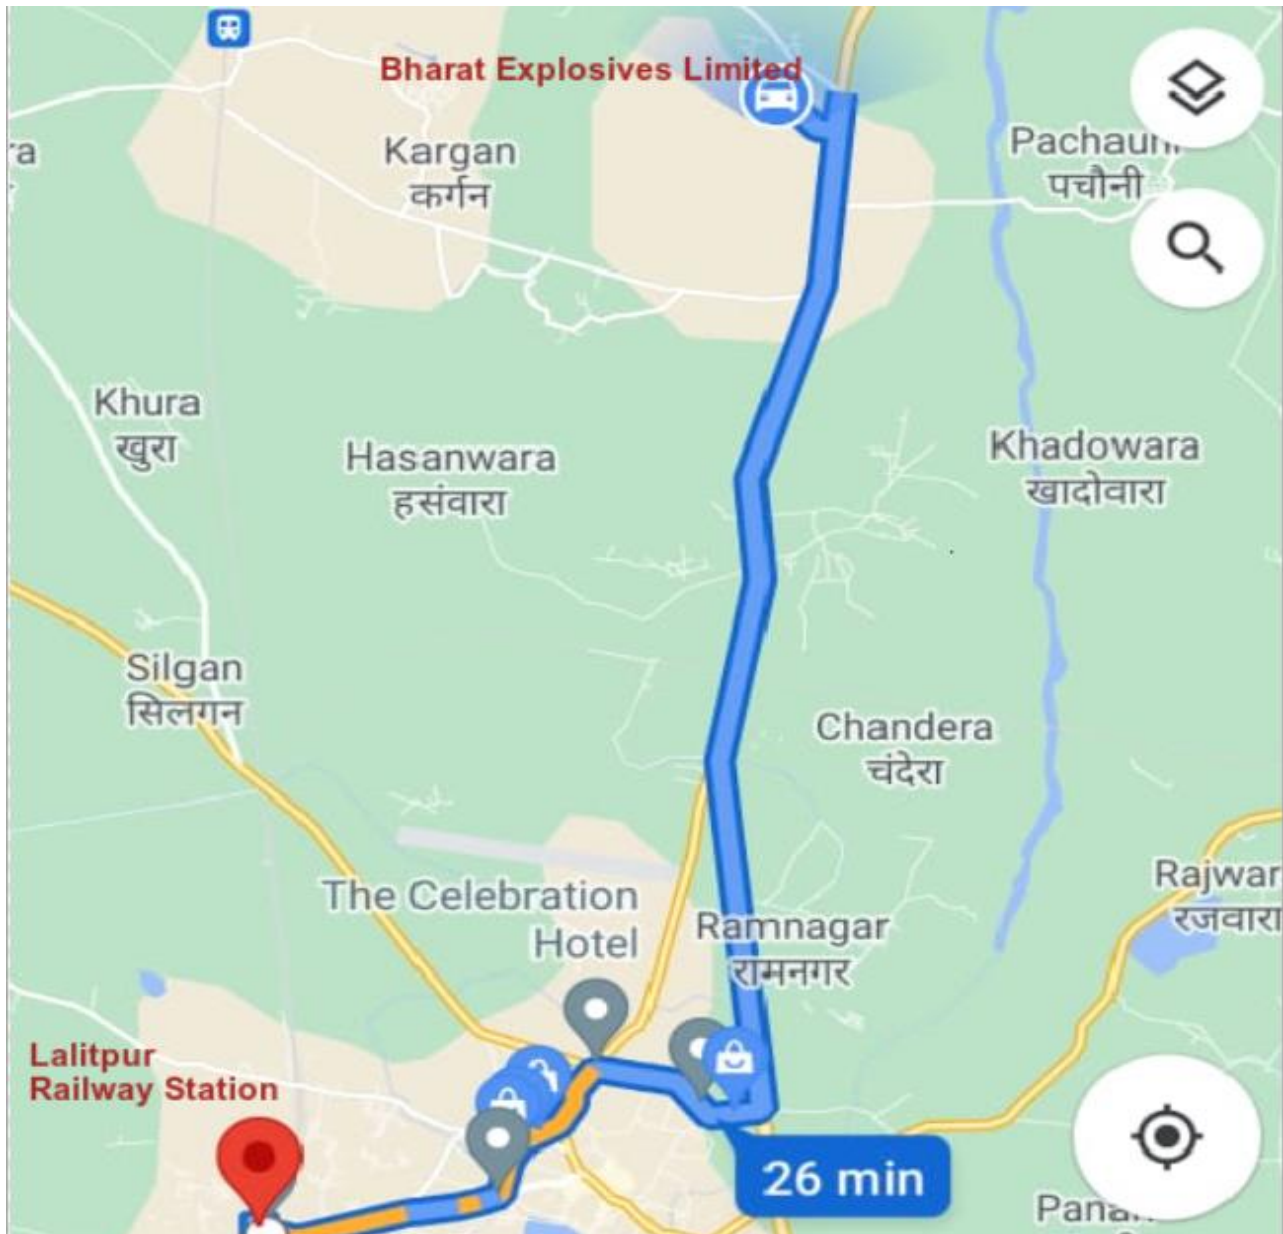 Bharat Explosives Limited
Kargan
कर्गन
पचौनी
Khura
खुरा
Hasanwara
हसंवारा
Khadowara
खादोवारा
Silgan
सिलगन
Chandera
चंदेरा
The Celebration
Hotel
Ramnagar
रामनगर
Rajwar
रजवारा
Lalitpur
Railway Station
26 min